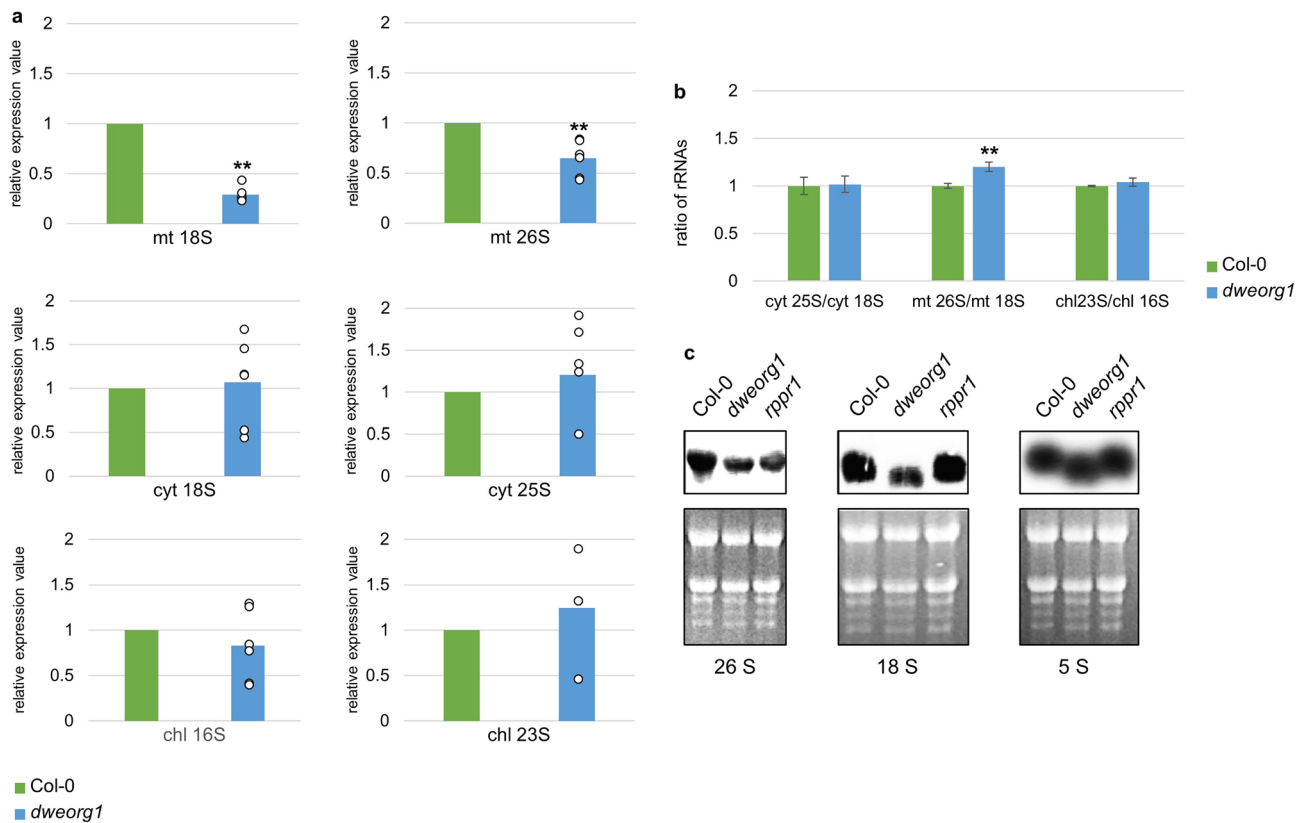 a
relative expression value
2
1.5
1
0.5
0
**
mt 18S
relative expression value
2
1.5
1
0.5
0
**
mt 26S
relative expression value
2
1.5
1
0.5
0
cyt 18S
relative expression value
2
1.5
1
0.5
0
cyt 25S
relative expression value
2
1.5
1
0.5
0
chl 16S
relative expression value
2
1.5
1
0.5
0
chl 23S
Col-0
dweorg1
b
ratio of rRNAs
2
1.5
1
0.5
0
**
cyt 25S/cyt 18S mt 26S/mt 18S chl23S/chl 16S
Col-0
dweorg1
c
Col-0 dweorg1 rppr1
Col-0 dweorg1 rppr1
Col-0 dweorg1 rppr1
26 S
18 S
5 S